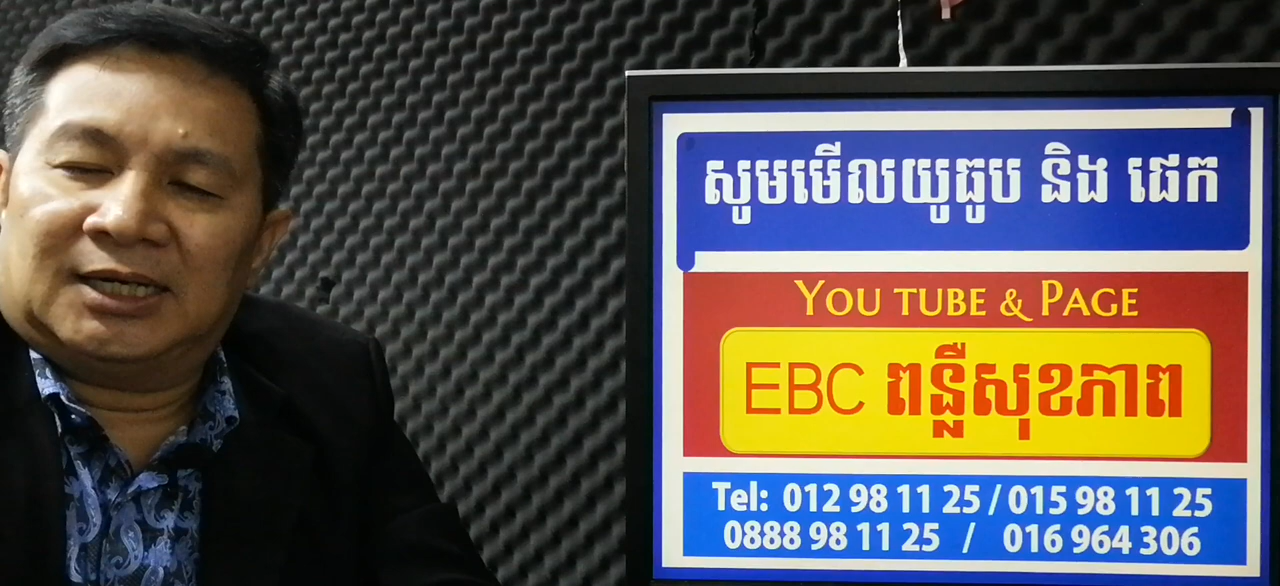 សូមមើលយូធូប និង ផេក
YOU TUBE & PAGE
EBC ពន្លឺសុខភាព
Tel: 012 98 11 25 / 015 98 11 25
0888 98 11 25 / 016 964 306